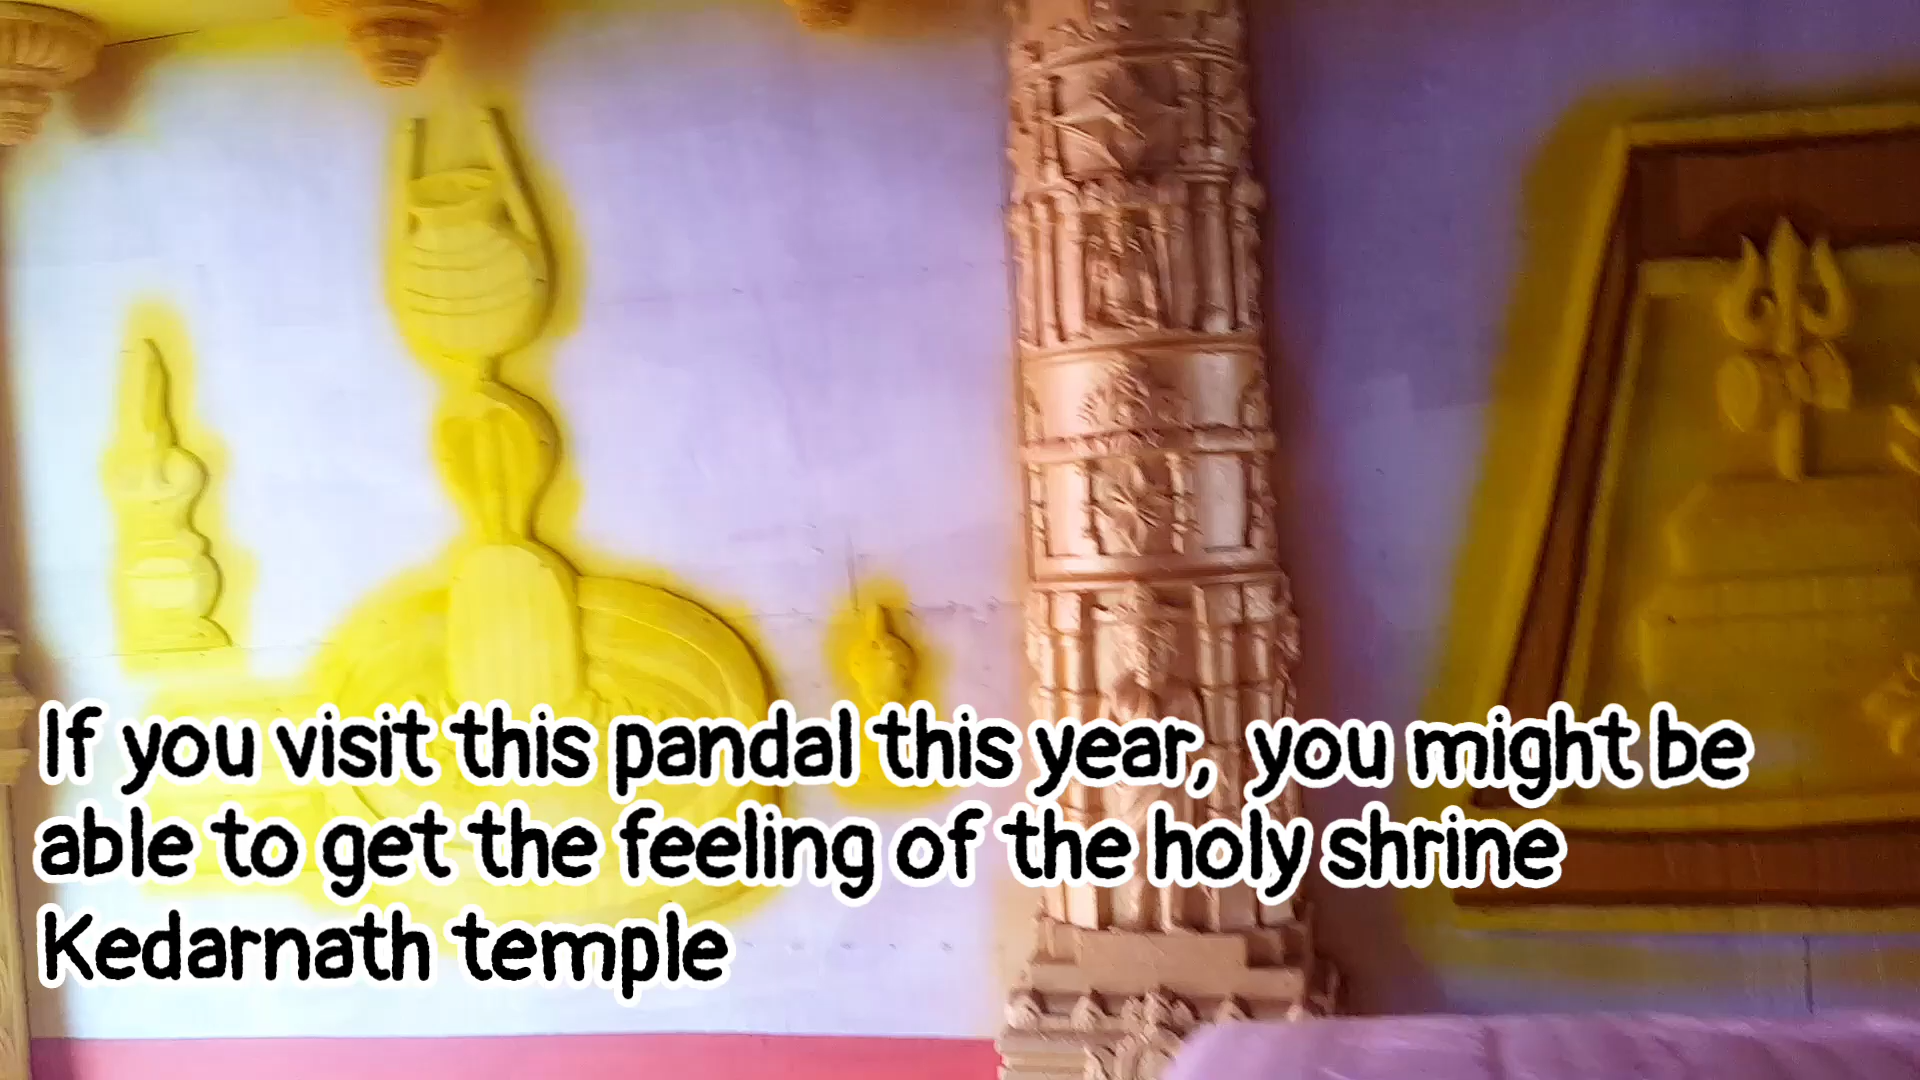 If you visit this pandal this year, you might be
able to get the feeling of the holy shrine
Kedarnath temple